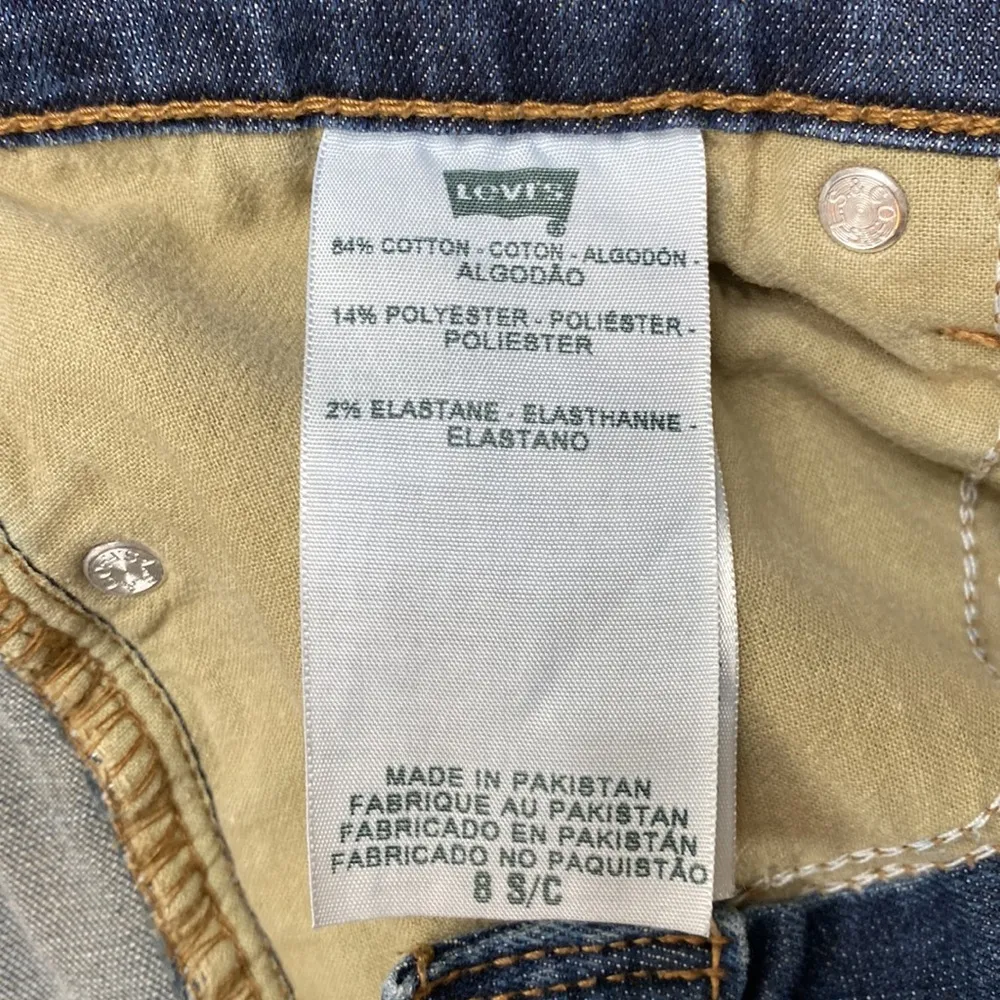 Levi's
84% COTTON - COTON - ALGODÓN -
ALGODÃO
14% POLYESTER - POLIÉSTER -
POLIESTER
2% ELASTANE - ELASTHANNE -
ELASTANO
MADE IN PAKISTAN
FABRIQUE AU PAKISTAN
FABRICADO EN PAKISTÁN
FABRICADO NO PAQUISTÃO
8 S/C
S & CO